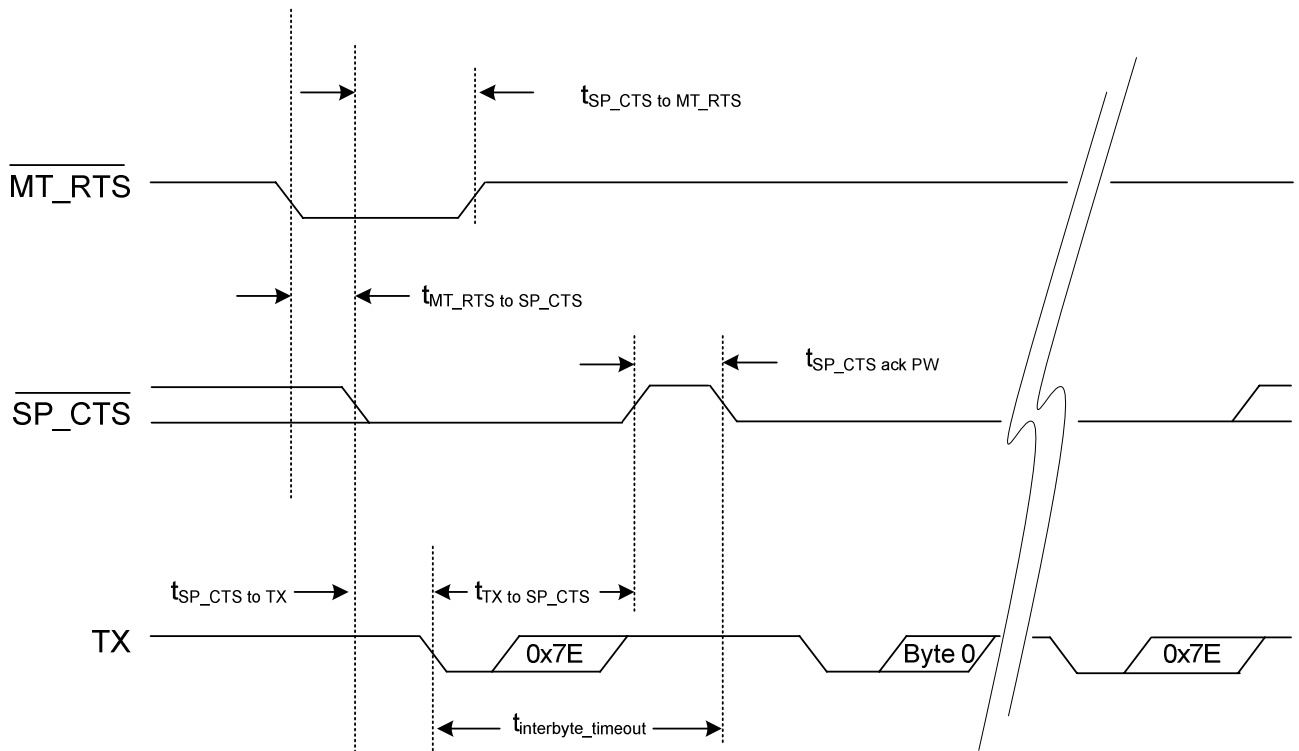 tSP_CTS to MT_RTS
MT_RTS
tMT_RTS to SP_CTS
tSP_CTS ack PW
SP_CTS
tSP_CTS to TX
tTX to SP_CTS
TX
0x7E
Byte 0
0x7E
tinterbyte_timeout